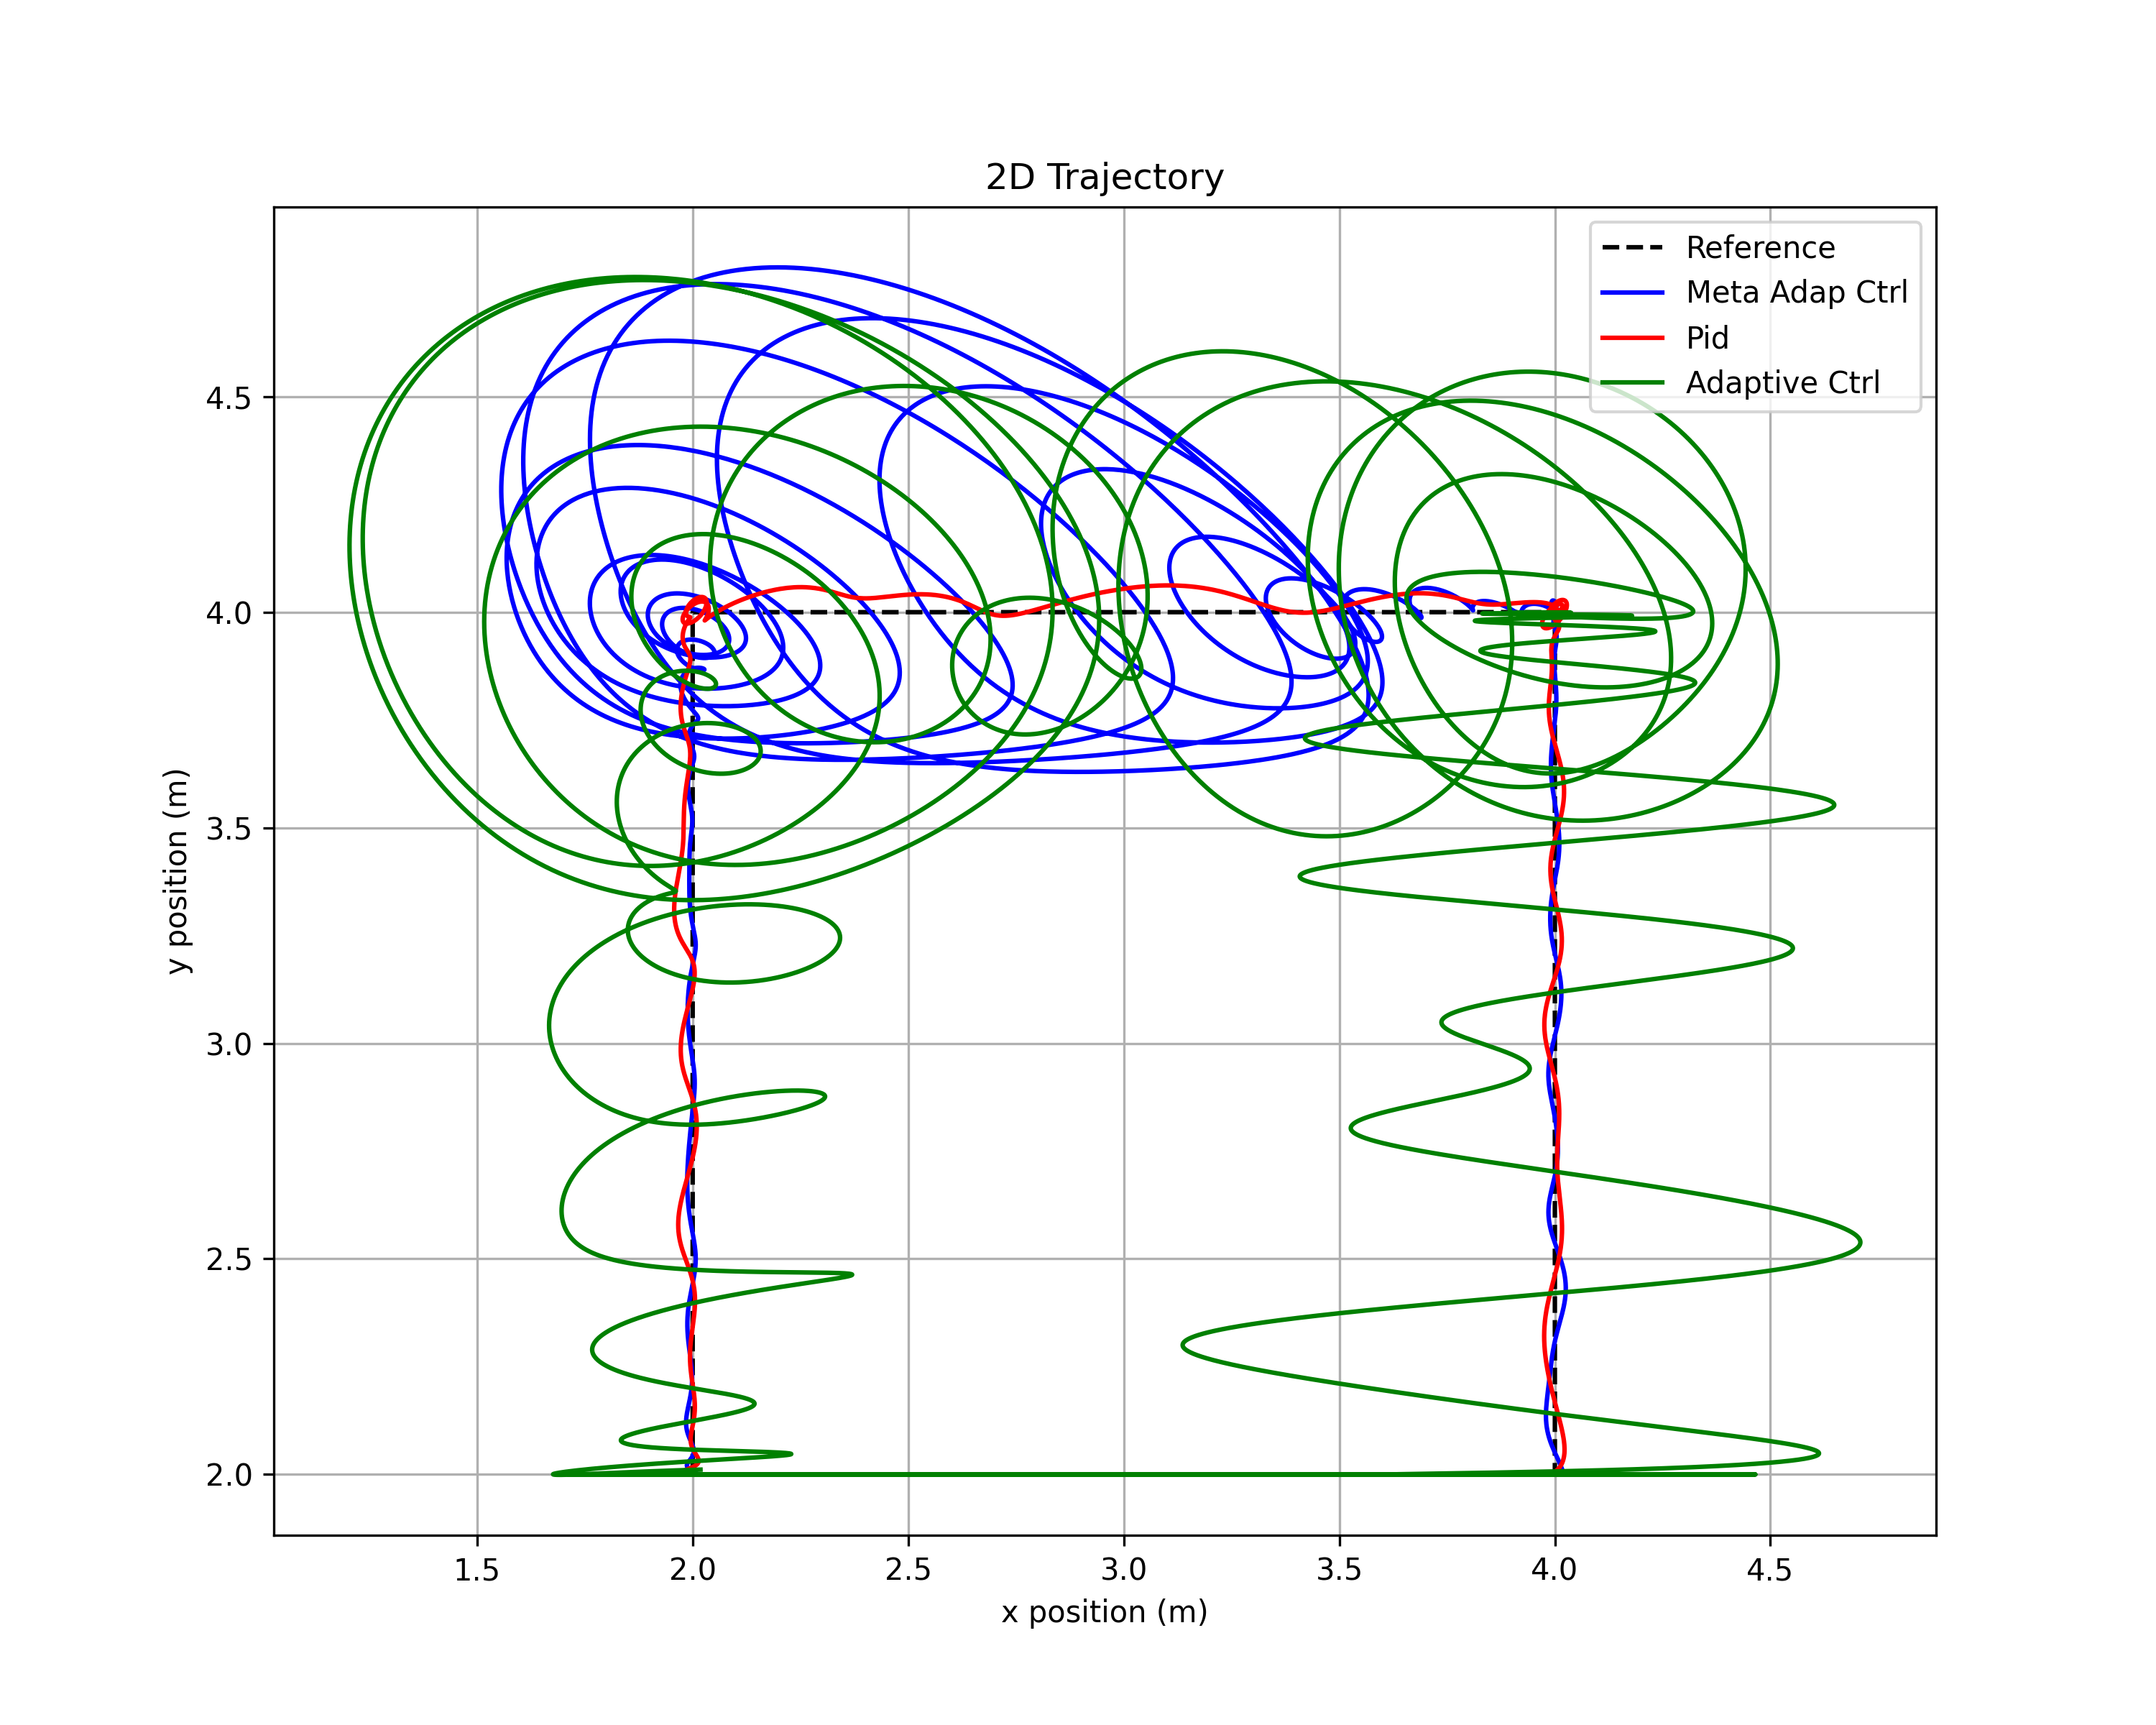 2D Trajectory
Reference
Meta Adap Ctrl
Pid
Adaptive Ctrl
4.5
4.0
3.5
3.0
2.5
2.0
y position (m)
1.5 2.0 2.5 3.0 3.5 4.0 4.5
x position (m)